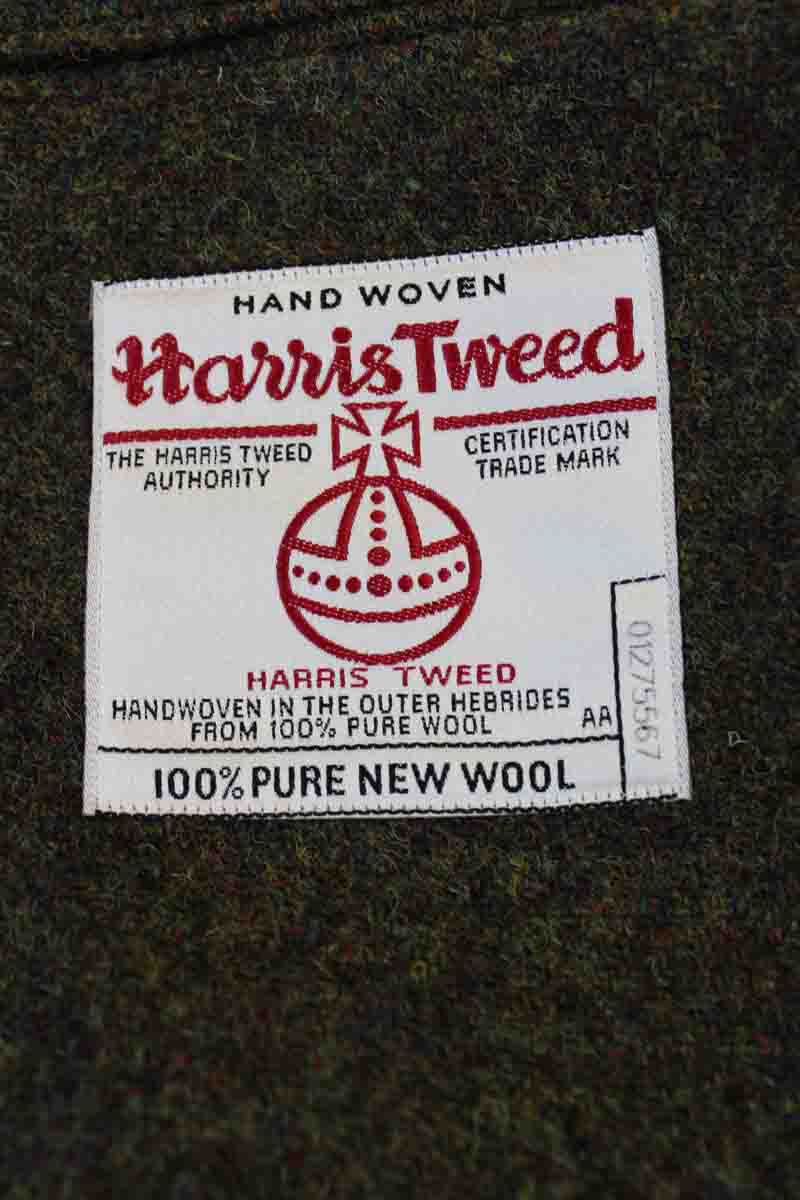 HAND WOVEN
Harris Tweed
THE HARRIS TWEED
AUTHORITY
CERTIFICATION
TRADE MARK
HARRIS TWEED
HANDWOVEN IN THE OUTER HEBRIDES
FROM 100% PURE WOOL
AA
01275567
100% PURE NEW WOOL